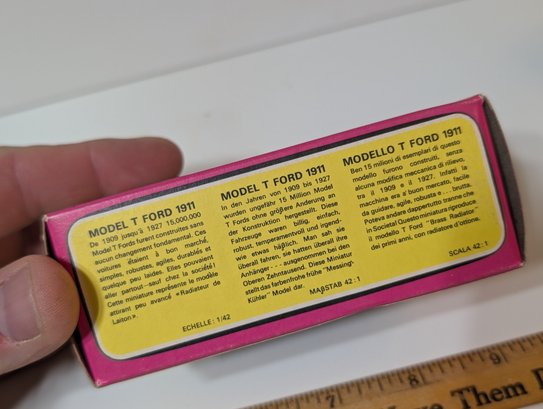 MODEL T FORD 1911
De 1909 jusqu'à 1927 15,000,000
Model T Fords furent construites sans
aucun changement fondamental. Ces
voitures étaient à bon marché,
simples, robustes, agiles, durables et
quelque peu laides. Elles pouvaient
aller partout—sauf chez la société!
Cette miniature représente le modèle
attirant peu avancé «Radiateur de
Laison».
ECHELLE: 1/42
MODEL T FORD 1911
In den Jahren von 1909 bis 1927
wurden ungefähr 15 Million Model
T Fords ohne größere Änderung an
der Konstruktion hergestellt. Diese
Fahrzeuge waren billig, einfach,
robust, temperamentvoll und irgend-
wie etwas häßlich. Man sah sie
überall fahren, sie hatten überall ihre
Anhänger - - ausgenommen bei den
Oberen Zehntausend. Diese Miniatur
stellt das farbenfrohe frühe "Messing
Kühler" Model dar.
MAßSTAB 42:1
MODELLO T FORD 1911
Ben 15 milioni di esemplari di questo
modello furono construiti, senza
alcuna modifica meccanica di rilievo,
tra il 1909 e il 1927. Infatti la
macchina era a buon mercato, facile
da guidare, agile, robusta e .. brutta.
Poteva andare dappertutto tranne che
in Società! Questo miniatura riproduce
il modello T Ford "Brass Radiator"
dei primi anni, con radiatore d'ottone.
SCALA 42:1
7 8 9